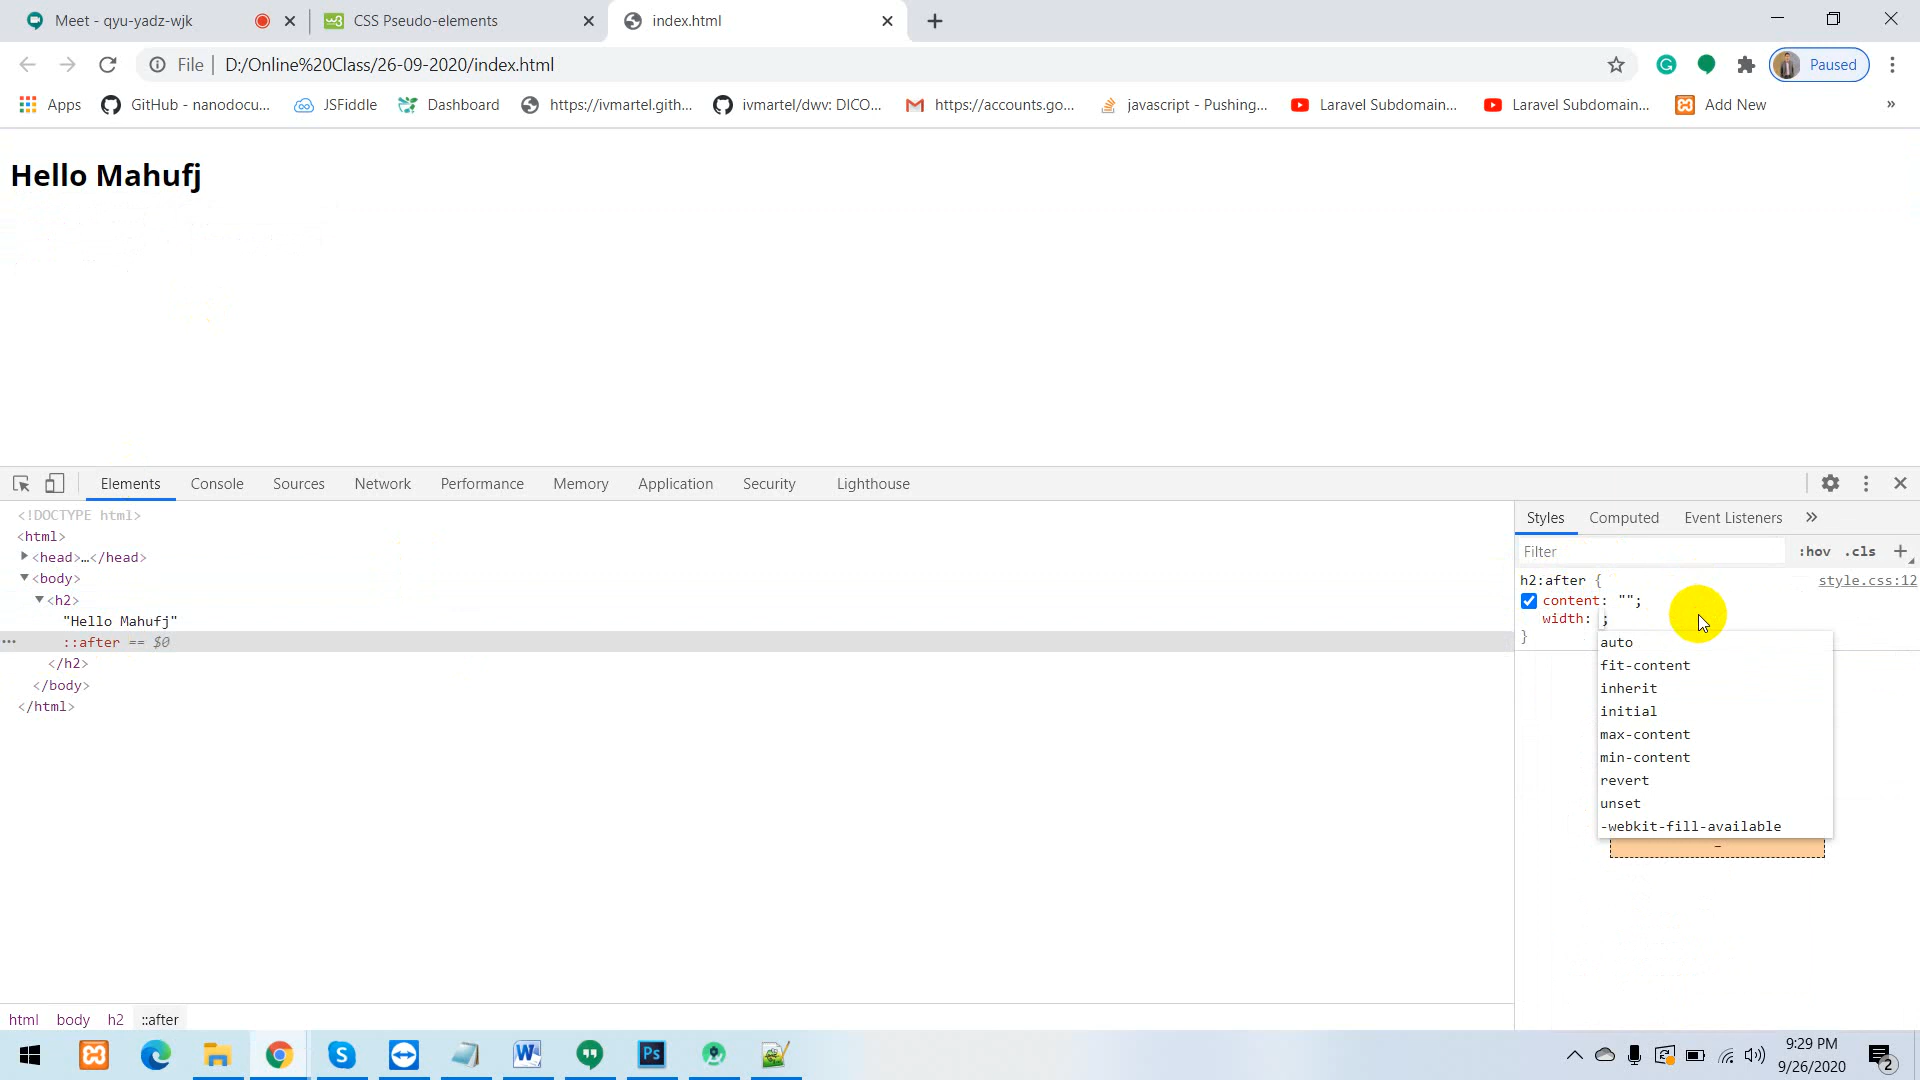 Meet - qyu-yadz-wjk
CSS Pseudo-elements
index.html
File
D:/Online%20Class/26-09-2020/index.html
Paused
Apps
GitHub - nanodocu...
JSFiddle
Dashboard
https://ivmartel.gith...
ivmartel/dwv: DICO...
https://accounts.go...
javascript - Pushing...
Laravel Subdomain...
Laravel Subdomain...
Add New
»
Hello Mahufj
Elements
Console
Sources
Network
Performance
Memory
Application
Security
Lighthouse
<!DOCTYPE html>
<html>
<head>…</head>
<body>
<h2>
"Hello Mahufj"
::after == $0
</h2>
</body>
</html>
Styles
Computed
Event Listeners
»
Filter
:hov
.cls
+
h2:after {
style.css:12
content: "";
width: ;
}
auto
fit-content
inherit
initial
max-content
min-content
revert
unset
-webkit-fill-available
–
html
body
h2
::after
W
Ps
9:29 PM
9/26/2020
2